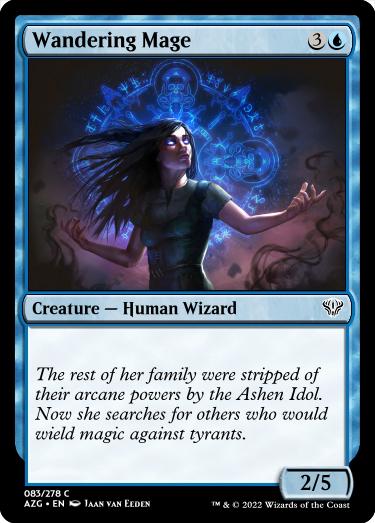 Wandering Mage 3
Creature — Human Wizard
The rest of her family were stripped of
their arcane powers by the Ashen Idol.
Now she searches for others who would
wield magic against tyrants.
2/5
083/278 C
AZG • EN Jaan van Eeden ™ & © 2022 Wizards of the Coast